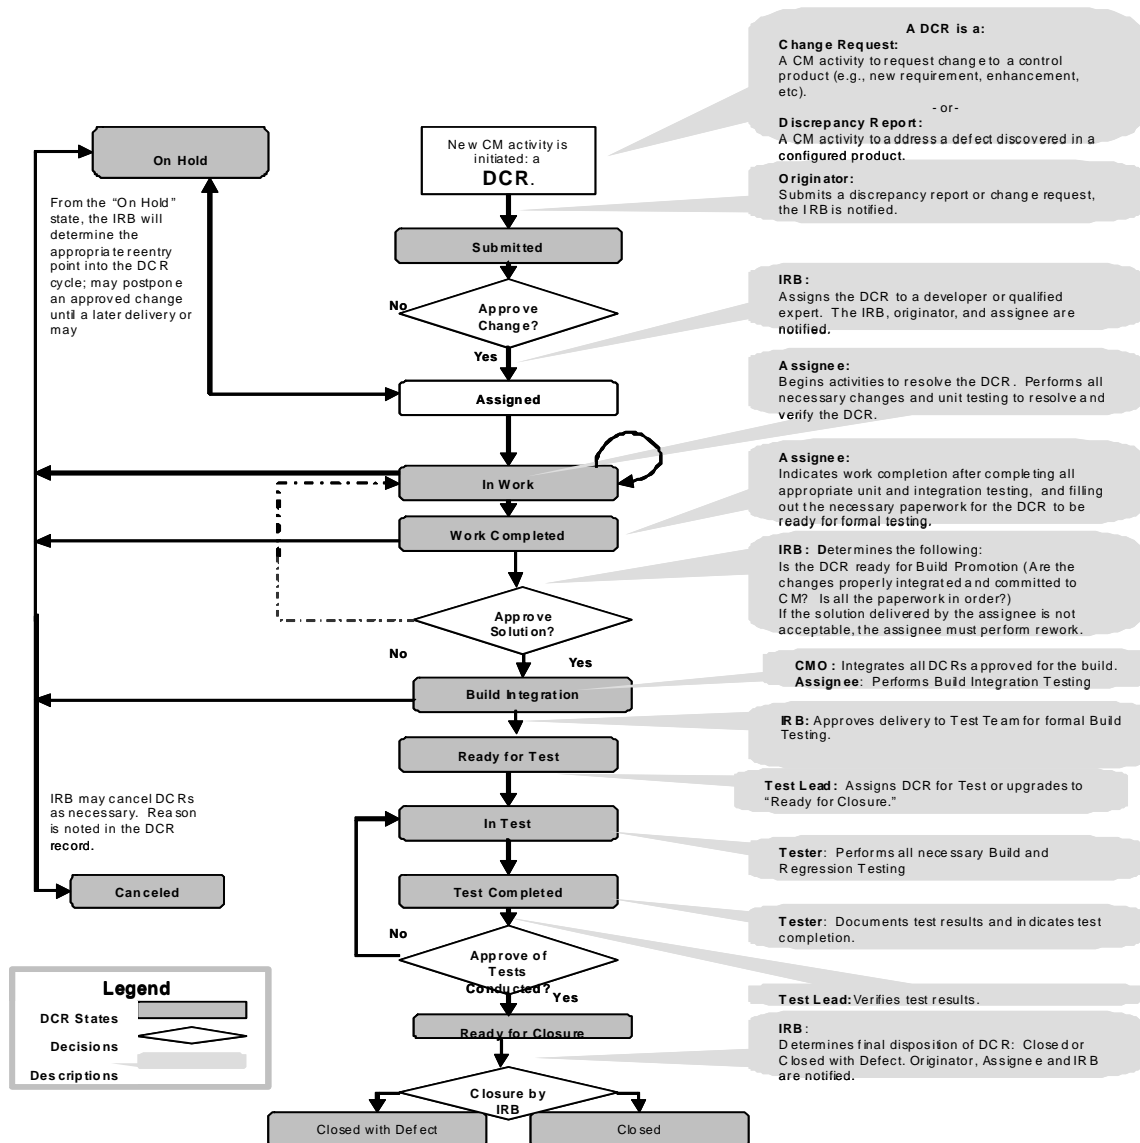 A DCR is a:
Change Request:
A CM activity to request change to a control
product (e.g., new requirement, enhancement,
etc).
- or-
Discrepancy Report:
A CM activity to address a defect discovered in a
configured product.
New CM activity is
initiated: a
DCR.
On Hold
From the “On Hold”
state, the IRB will
determine the
appropriate reentry
point into the DCR
cycle; may postpone
an approved change
until a later delivery or
may
Originator:
Submits a discrepancy report or change request,
the IRB is notified.
Submitted
No
Approve
Change?
Yes
IRB:
Assigns the DCR to a developer or qualified
expert. The IRB, originator, and assignee are
notified.
Assigned
Assignee:
Begins activities to resolve the DCR. Performs all
necessary changes and unit testing to resolve and
verify the DCR.
In Work
Assignee:
Indicates work completion after completing all
appropriate unit and integration testing, and filling
out the necessary paperwork for the DCR to be
ready for formal testing.
Work Completed
IRB: Determines the following:
Is the DCR ready for Build Promotion (Are the
changes properly integrated and committed to
CM? Is all the paperwork in order?)
If the solution delivered by the assignee is not
acceptable, the assignee must perform rework.
Approve
Solution?
No
Yes
CMO: Integrates all DCRs approved for the build.
Assignee: Performs Build Integration Testing
Build Integration
IRB: Approves delivery to Test Team for formal Build
Testing.
Ready for Test
Test Lead: Assigns DCR for Test or upgrades to
“Ready for Closure.”
IRB may cancel DCRs
as necessary. Reason
is noted in the DCR
record.
In Test
Tester: Performs all necessary Build and
Regression Testing
Canceled
Test Completed
Tester: Documents test results and indicates test
completion.
No
Approve of
Tests
Conducted?
Yes
Test Lead: Verifies test results.
Legend
DCR States
Decisions
Descriptions
Ready for Closure
IRB:
Determines final disposition of DCR: Closed or
Closed with Defect. Originator, Assignee and IRB
are notified.
Closure by
IRB
Closed with Defect
Closed